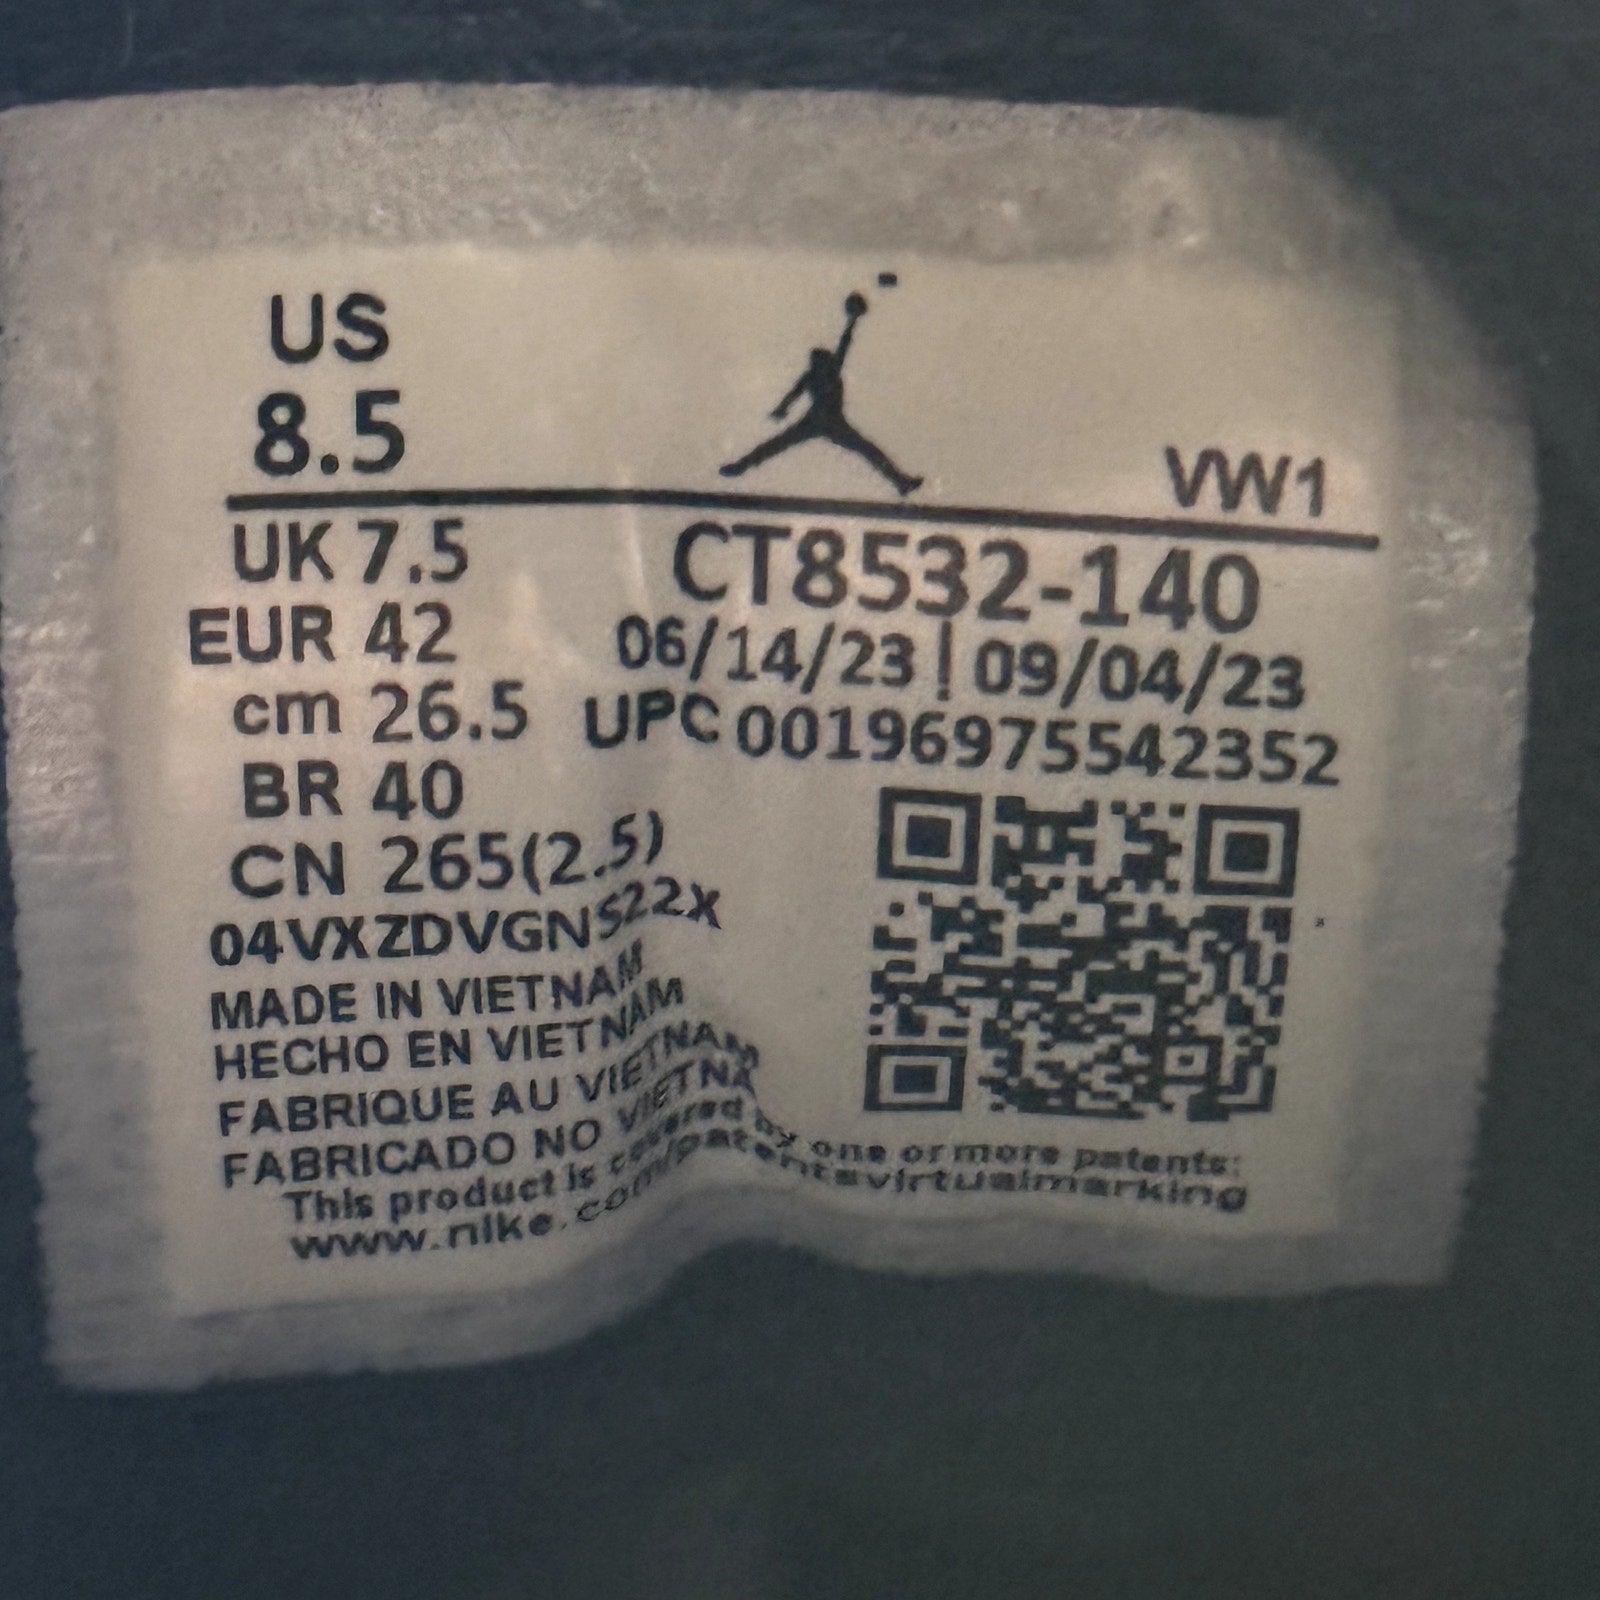 US
8.5
VW1
UK 7.5
CT8532-140
EUR 42
06/14/23 | 09/04/23
cm 26.5
UPC 00196975542352
BR 40
CN 265(2.5)
04VXZDVGNS22X
MADE IN VIETNAM
HECHO EN VIETNAM
FABRIQUE AU VIETNAM
FABRICADO NO VIETNA
This product is covered by one or more patents:
www.nike.com/patentsvirtualmarking